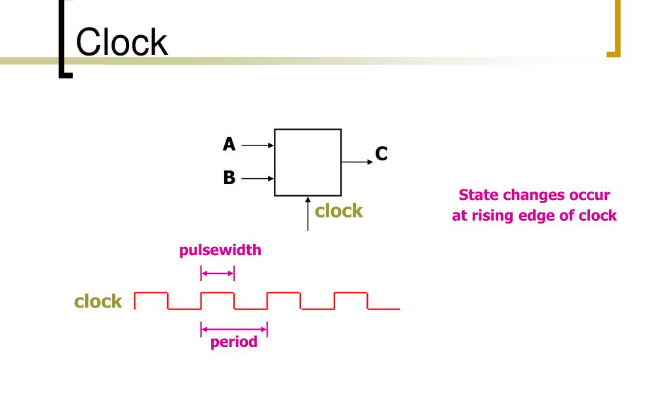 Clock
A
C
B
clock
State changes occur
at rising edge of clock
pulsewidth
clock
period